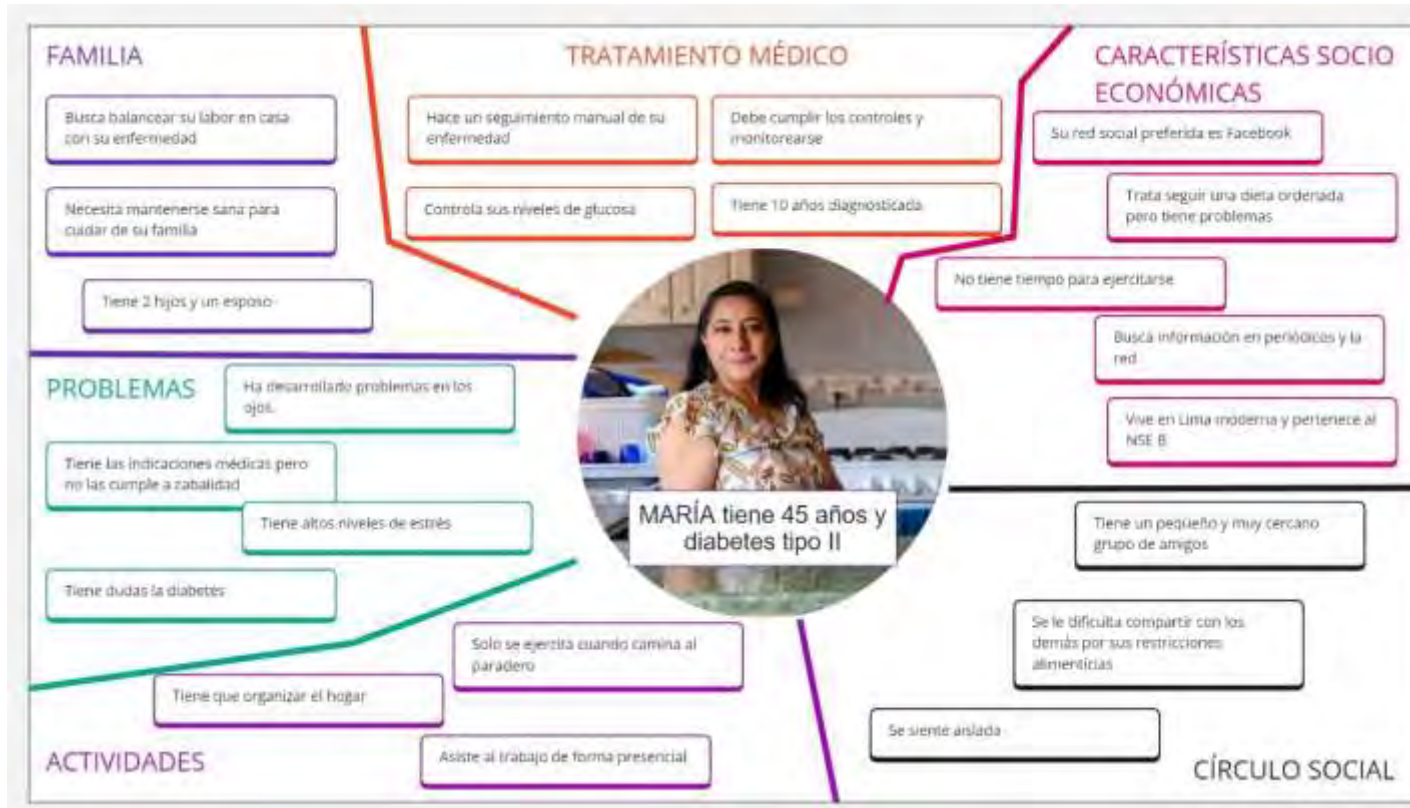 FAMILIA
Busca balancear su labor en casa
con su enfermedad
Necesita mantenerse sana para
cuidar de su familia
Tiene 2 hijos y un esposo
TRATAMIENTO MÉDICO
Hace un seguimiento manual de su
enfermedad
Debe cumplir los controles y
monitorearse
Controla sus niveles de glucosa
Tiene 10 años diagnosticada
CARACTERÍSTICAS SOCIO
ECONÓMICAS
Su red social preferida es Facebook
Trata seguir una dieta ordenada
pero tiene problemas
No tiene tiempo para ejercitarse
Busca información en periódicos y la
red
Vive en Lima moderna y pertenece al
NSE B
PROBLEMAS
Ha desarrollado problemas en los
ojos.
Tiene las indicaciones médicas pero
no las cumple a zabalidad
Tiene altos niveles de estrés
Tiene dudas la diabetes
MARÍA tiene 45 años y
diabetes tipo II
Tiene un pequeño y muy cercano
grupo de amigos
Se le dificulta compartir con los
demás por sus restricciones
alimenticias
Se siente aislada
CÍRCULO SOCIAL
Solo se ejercita cuando camina al
paradero
Tiene que organizar el hogar
Asiste al trabajo de forma presencial
ACTIVIDADES